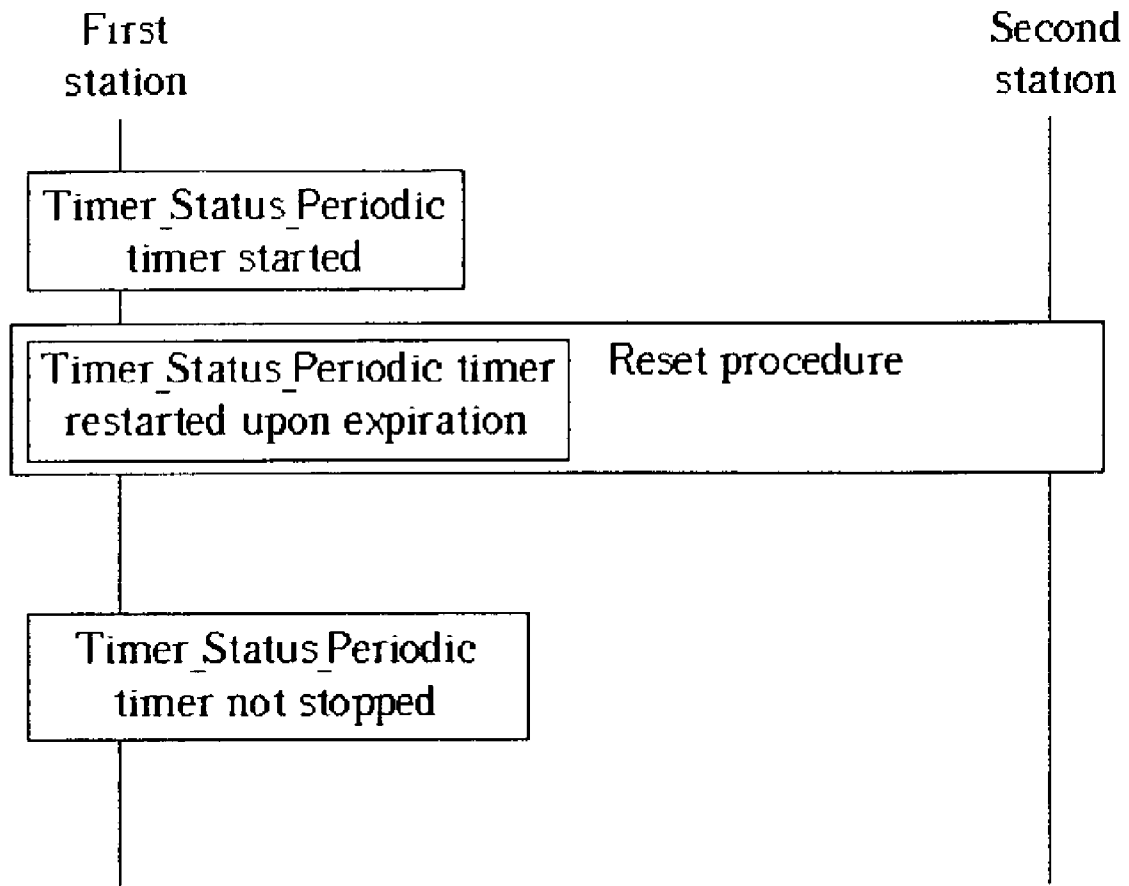 First
station
Second
station
Timer_Status_Periodic
timer started
Timer_Status_Periodic timer
restarted upon expiration
Reset procedure
Timer_Status_Periodic
timer not stopped